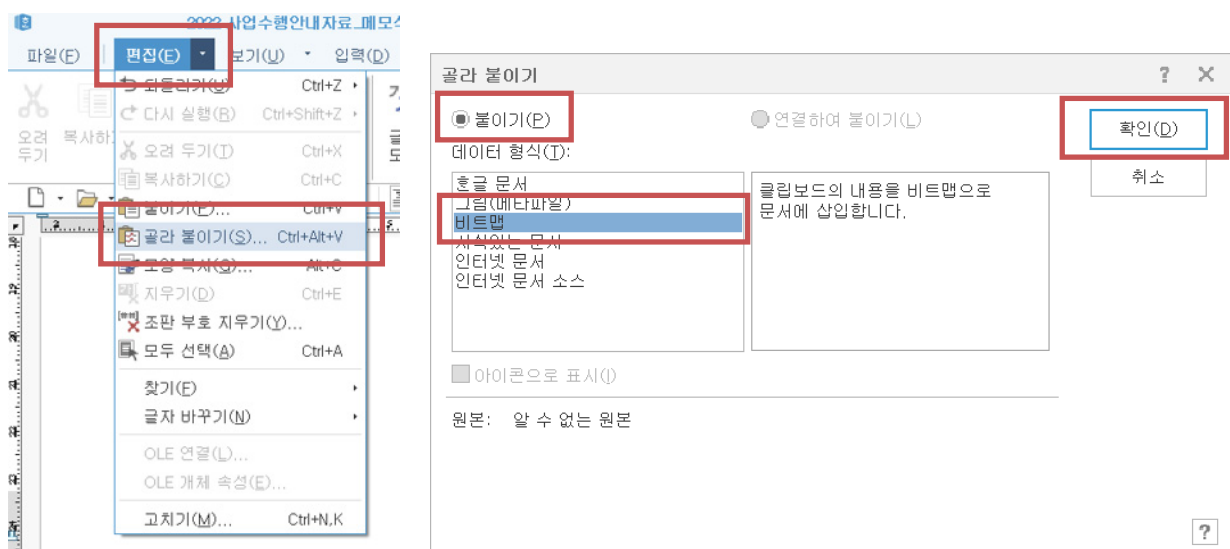 2022 사업수행안내자료_메모식
파일(F)
편집(E)
보기(U)
입력(D)
오려 두기
복사하기
되돌리기(U) Ctrl+Z
다시 실행(R) Ctrl+Shift+Z
오려 두기(T) Ctrl+X
복사하기(C) Ctrl+C
붙이기(P)... Ctrl+V
골라 붙이기(S)... Ctrl+Alt+V
모양 복사(Q)... Alt+C
지우기(D) Ctrl+E
조판 부호 지우기(Y)...
모두 선택(A) Ctrl+A
찾기(F)
글자 바꾸기(N)
OLE 연결(L)...
OLE 개체 속성(E)...
고치기(M)... Ctrl+N,K
골라 붙이기
? X
붙이기(P)
연결하여 붙이기(L)
확인(D)
취소
데이터 형식(T):
흔글 문서
그림(메타파일)
비트맵
서식있는 문서
인터넷 문서
인터넷 문서 소스
클립보드의 내용을 비트맵으로
문서에 삽입합니다.
아이콘으로 표시(I)
원본: 알 수 없는 원본
?